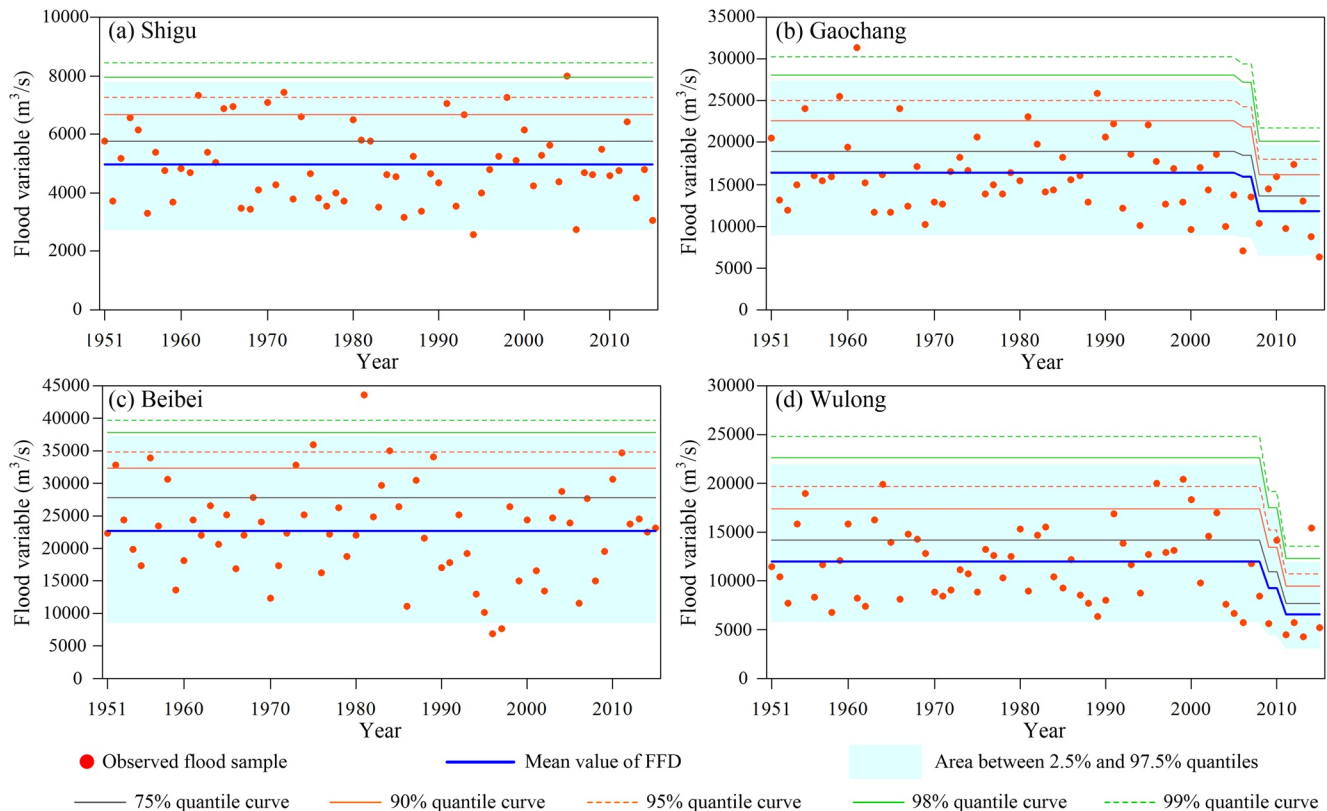 (a) Shigu
Flood variable (m³/s)
10000
8000
6000
4000
2000
0
1951 1960 1970 1980 1990 2000 2010
Year
(b) Gaochang
Flood variable (m³/s)
35000
30000
25000
20000
15000
10000
5000
0
1951 1960 1970 1980 1990 2000 2010
Year
(c) Beibei
Flood variable (m³/s)
45000
40000
35000
30000
25000
20000
15000
10000
5000
0
1951 1960 1970 1980 1990 2000 2010
Year
(d) Wulong
Flood variable (m³/s)
30000
25000
20000
15000
10000
5000
0
1951 1960 1970 1980 1990 2000 2010
Year
Observed flood sample Mean value of FFD Area between 2.5% and 97.5% quantiles
75% quantile curve 90% quantile curve 95% quantile curve 98% quantile curve 99% quantile curve